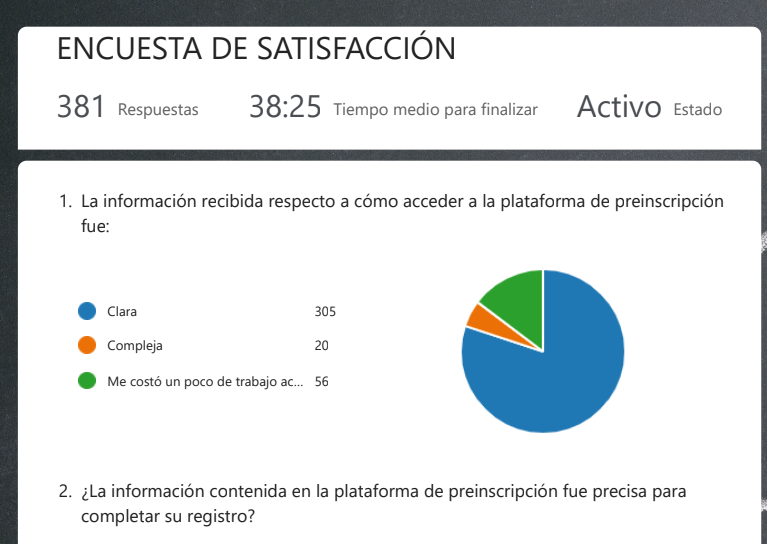 ENCUESTA DE SATISFACCIÓN
381 Respuestas 38:25 Tiempo medio para finalizar Activo Estado
1. La información recibida respecto a cómo acceder a la plataforma de preinscripción
fue:
Clara 305
Compleja 20
Me costó un poco de trabajo ac... 56
2. ¿La información contenida en la plataforma de preinscripción fue precisa para
completar su registro?